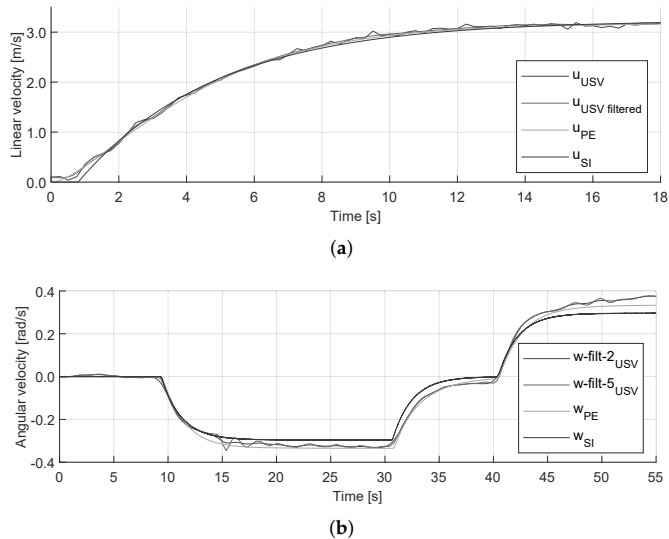 Linear velocity [m/s]
3.0
2.0
1.0
0.0
0 2 4 6 8 10 12 14 16 18
Time [s]
u_USV
u_USV filtered
u_PE
u_SI
(a)
Angular velocity [rad/s]
0.4
0.2
0.0
-0.2
-0.4
0 5 10 15 20 25 30 35 40 45 50 55
Time [s]
w-filt-2_USV
w-filt-5_USV
w_PE
w_SI
(b)